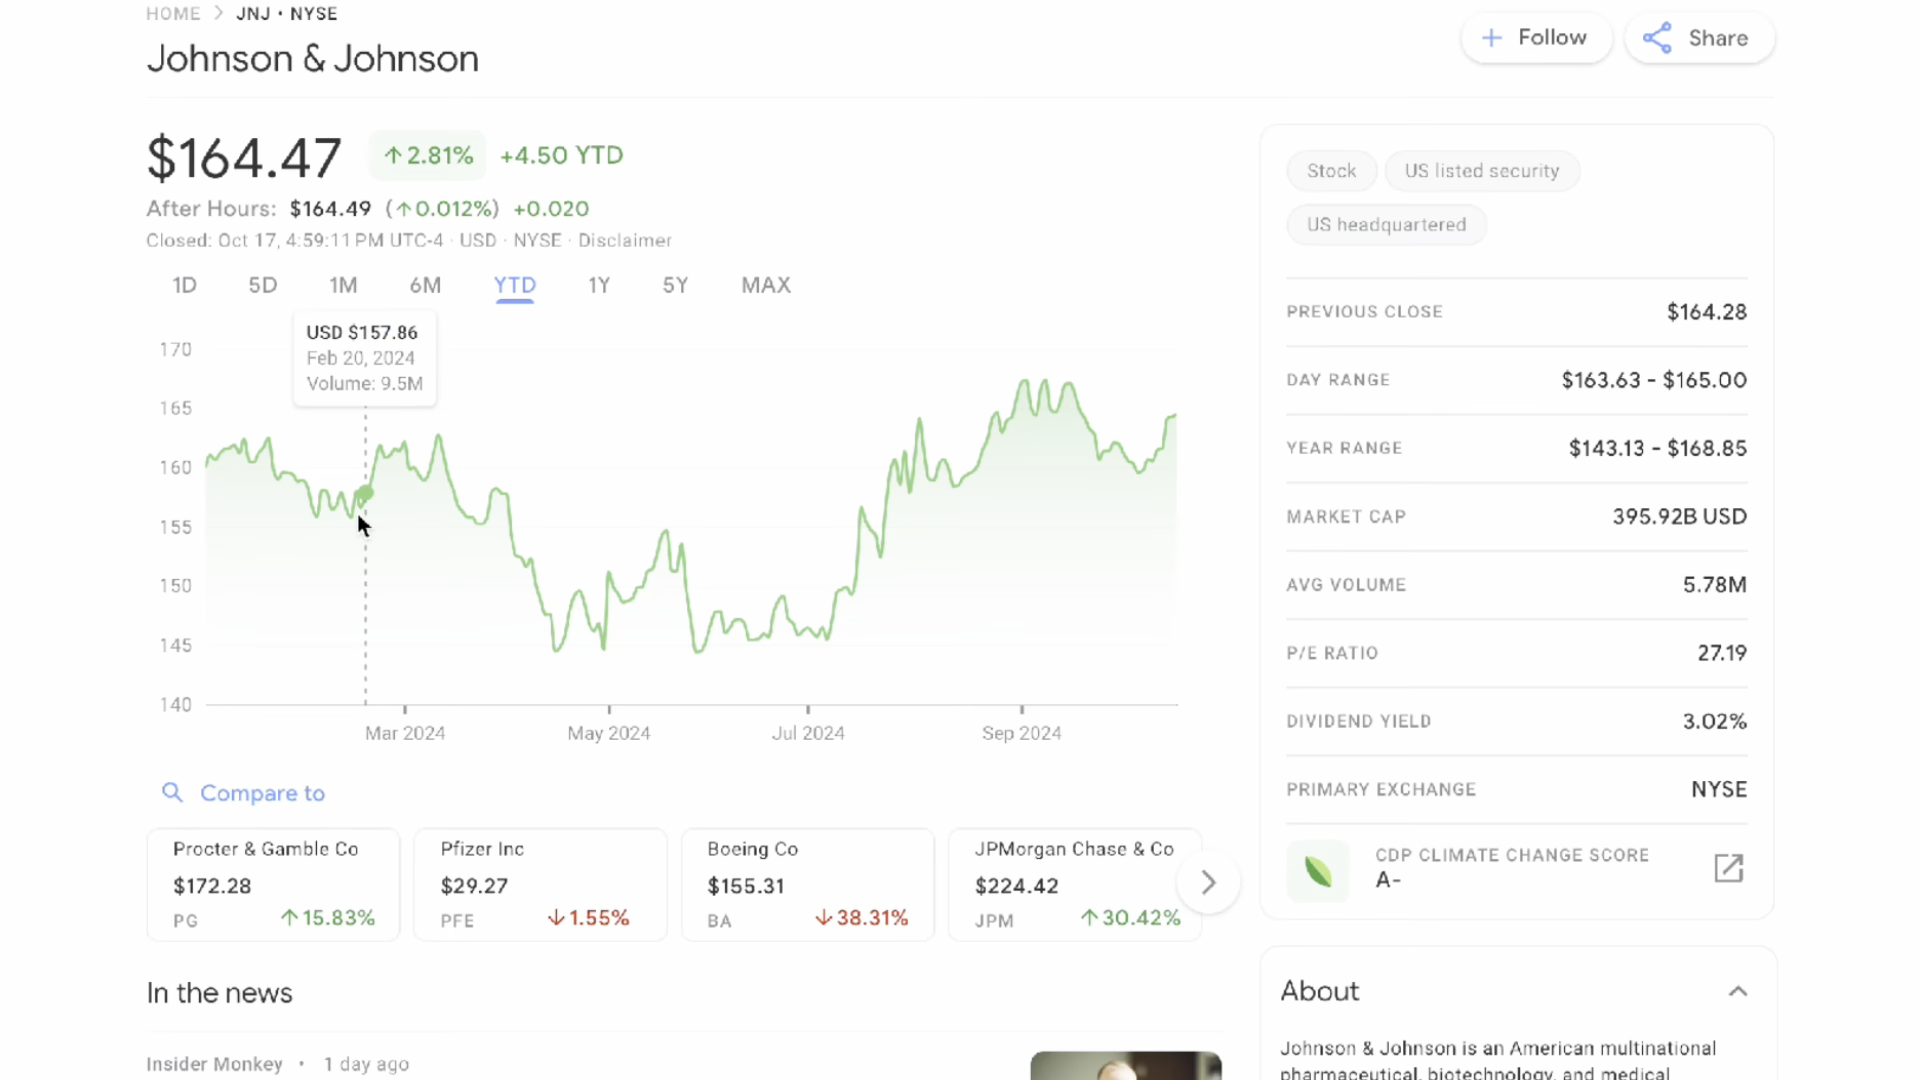 HOME > JNJ • NYSE
Johnson & Johnson
+ Follow
Share
$164.47 ↑2.81% +4.50 YTD
After Hours: $164.49 (↑0.012%) +0.020
Closed: Oct 17, 4:59:11 PM UTC-4 · USD · NYSE · Disclaimer
1D 5D 1M 6M YTD 1Y 5Y MAX
USD $157.86
Feb 20, 2024
Volume: 9.5M
170
165
160
155
150
145
140
Mar 2024 May 2024 Jul 2024 Sep 2024
Compare to
Procter & Gamble Co
$172.28
PG ↑15.83%
Pfizer Inc
$29.27
PFE ↓1.55%
Boeing Co
$155.31
BA ↓38.31%
JPMorgan Chase & Co
$224.42
JPM ↑30.42%
In the news
Insider Monkey • 1 day ago
Stock US listed security
US headquartered
PREVIOUS CLOSE $164.28
DAY RANGE $163.63 - $165.00
YEAR RANGE $143.13 - $168.85
MARKET CAP 395.92B USD
AVG VOLUME 5.78M
P/E RATIO 27.19
DIVIDEND YIELD 3.02%
PRIMARY EXCHANGE NYSE
CDP CLIMATE CHANGE SCORE
A-
About
Johnson & Johnson is an American multinational
pharmaceutical, biotechnology, and medical